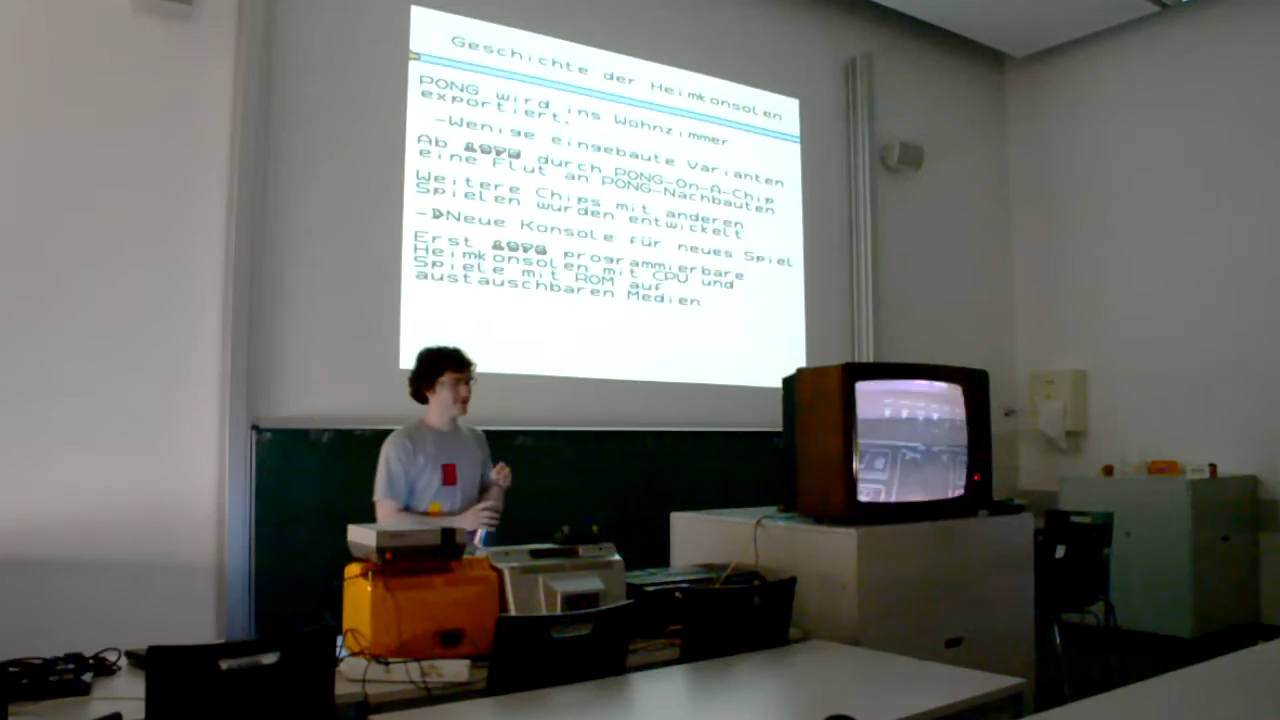 Geschichte der Heimkonsolen
PONG wird ins Wohnzimmer
exportiert.
-Wenige eingebaute Varianten
Ab durch PONG-On-A-Chip
eine Flut an PONG-Nachbauten
Weitere Chips mit anderen
Spielen wurden entwickelt
->Neue Konsole für neues Spiel
Erst programmierbare
Heimkonsolen mit CPU und
Spiele mit ROM auf
austauschbaren Medien